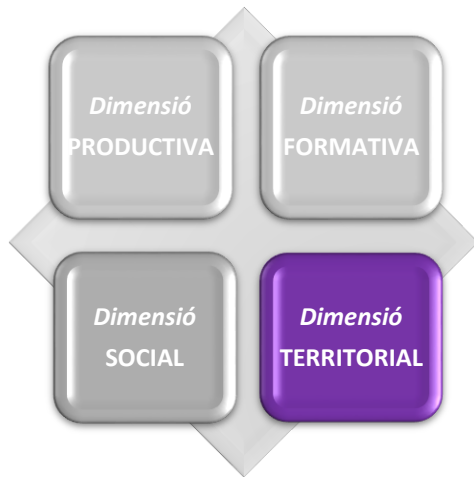 Dimensió
PRODUCTIVA
Dimensió
FORMATIVA
Dimensió
SOCIAL
Dimensió
TERRITORIAL